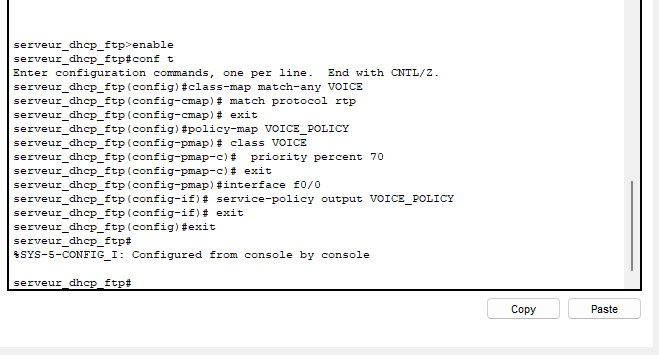 serveur_dhcp_ftp>enable
serveur_dhcp_ftp#conf t
Enter configuration commands, one per line.  End with CNTL/Z.
serveur_dhcp_ftp(config)#class-map match-any VOICE
serveur_dhcp_ftp(config-cmap)# match protocol rtp
serveur_dhcp_ftp(config-cmap)# exit
serveur_dhcp_ftp(config)#policy-map VOICE_POLICY
serveur_dhcp_ftp(config-pmap)# class VOICE
serveur_dhcp_ftp(config-pmap-c)#  priority percent 70
serveur_dhcp_ftp(config-pmap-c)# exit
serveur_dhcp_ftp(config-pmap)#interface f0/0
serveur_dhcp_ftp(config-if)# service-policy output VOICE_POLICY
serveur_dhcp_ftp(config-if)# exit
serveur_dhcp_ftp(config)#exit
serveur_dhcp_ftp#
%SYS-5-CONFIG_I: Configured from console by console
serveur_dhcp_ftp#
Copy Paste